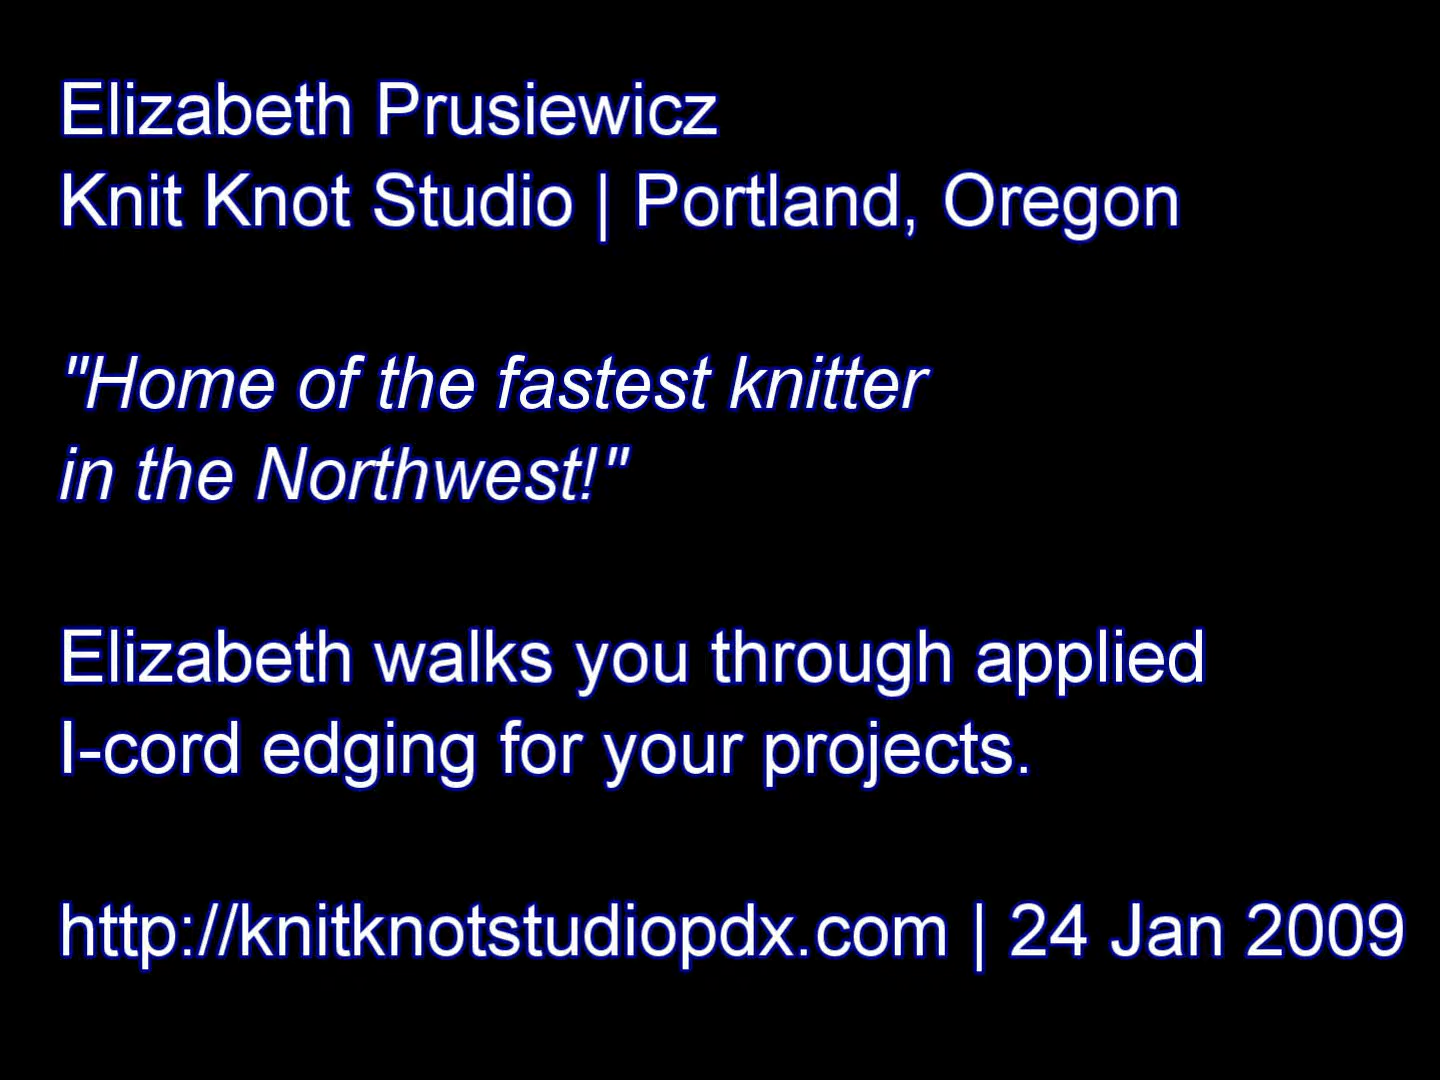 Elizabeth Prusiewicz
Knit Knot Studio | Portland, Oregon
"Home of the fastest knitter
in the Northwest!"
Elizabeth walks you through applied
I-cord edging for your projects.
http://knitknotstudiopdx.com | 24 Jan 2009